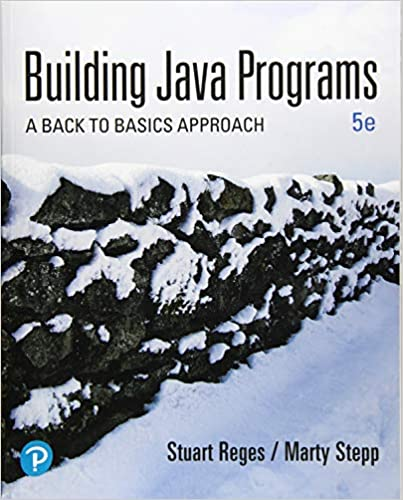 Building Java Programs
A BACK TO BASICS APPROACH 5e
Stuart Reges / Marty Stepp
P